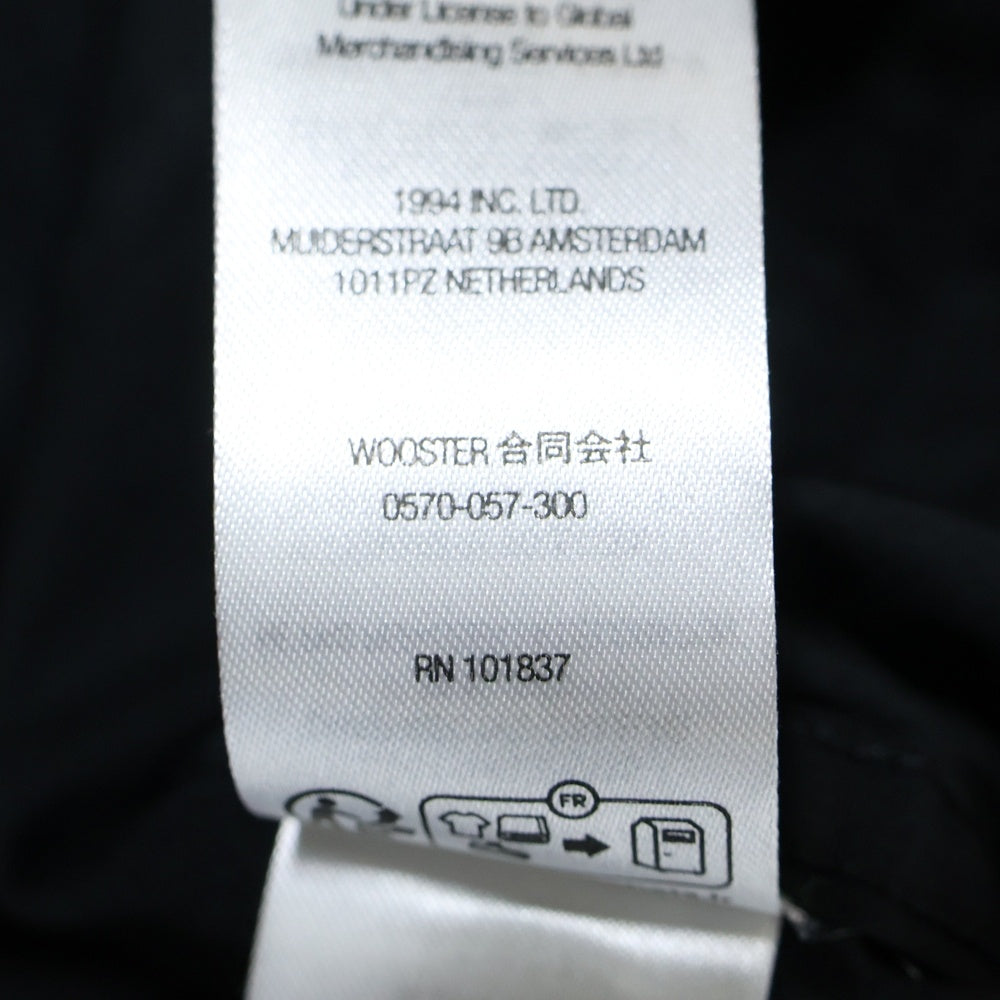 Under License to Global
Merchandising Services Ltd
1994 INC. LTD.
MUIDERSTRAAT 9B AMSTERDAM
1011PZ NETHERLANDS
WOOSTER 合同会社
0570-057-300
RN 101837
FR